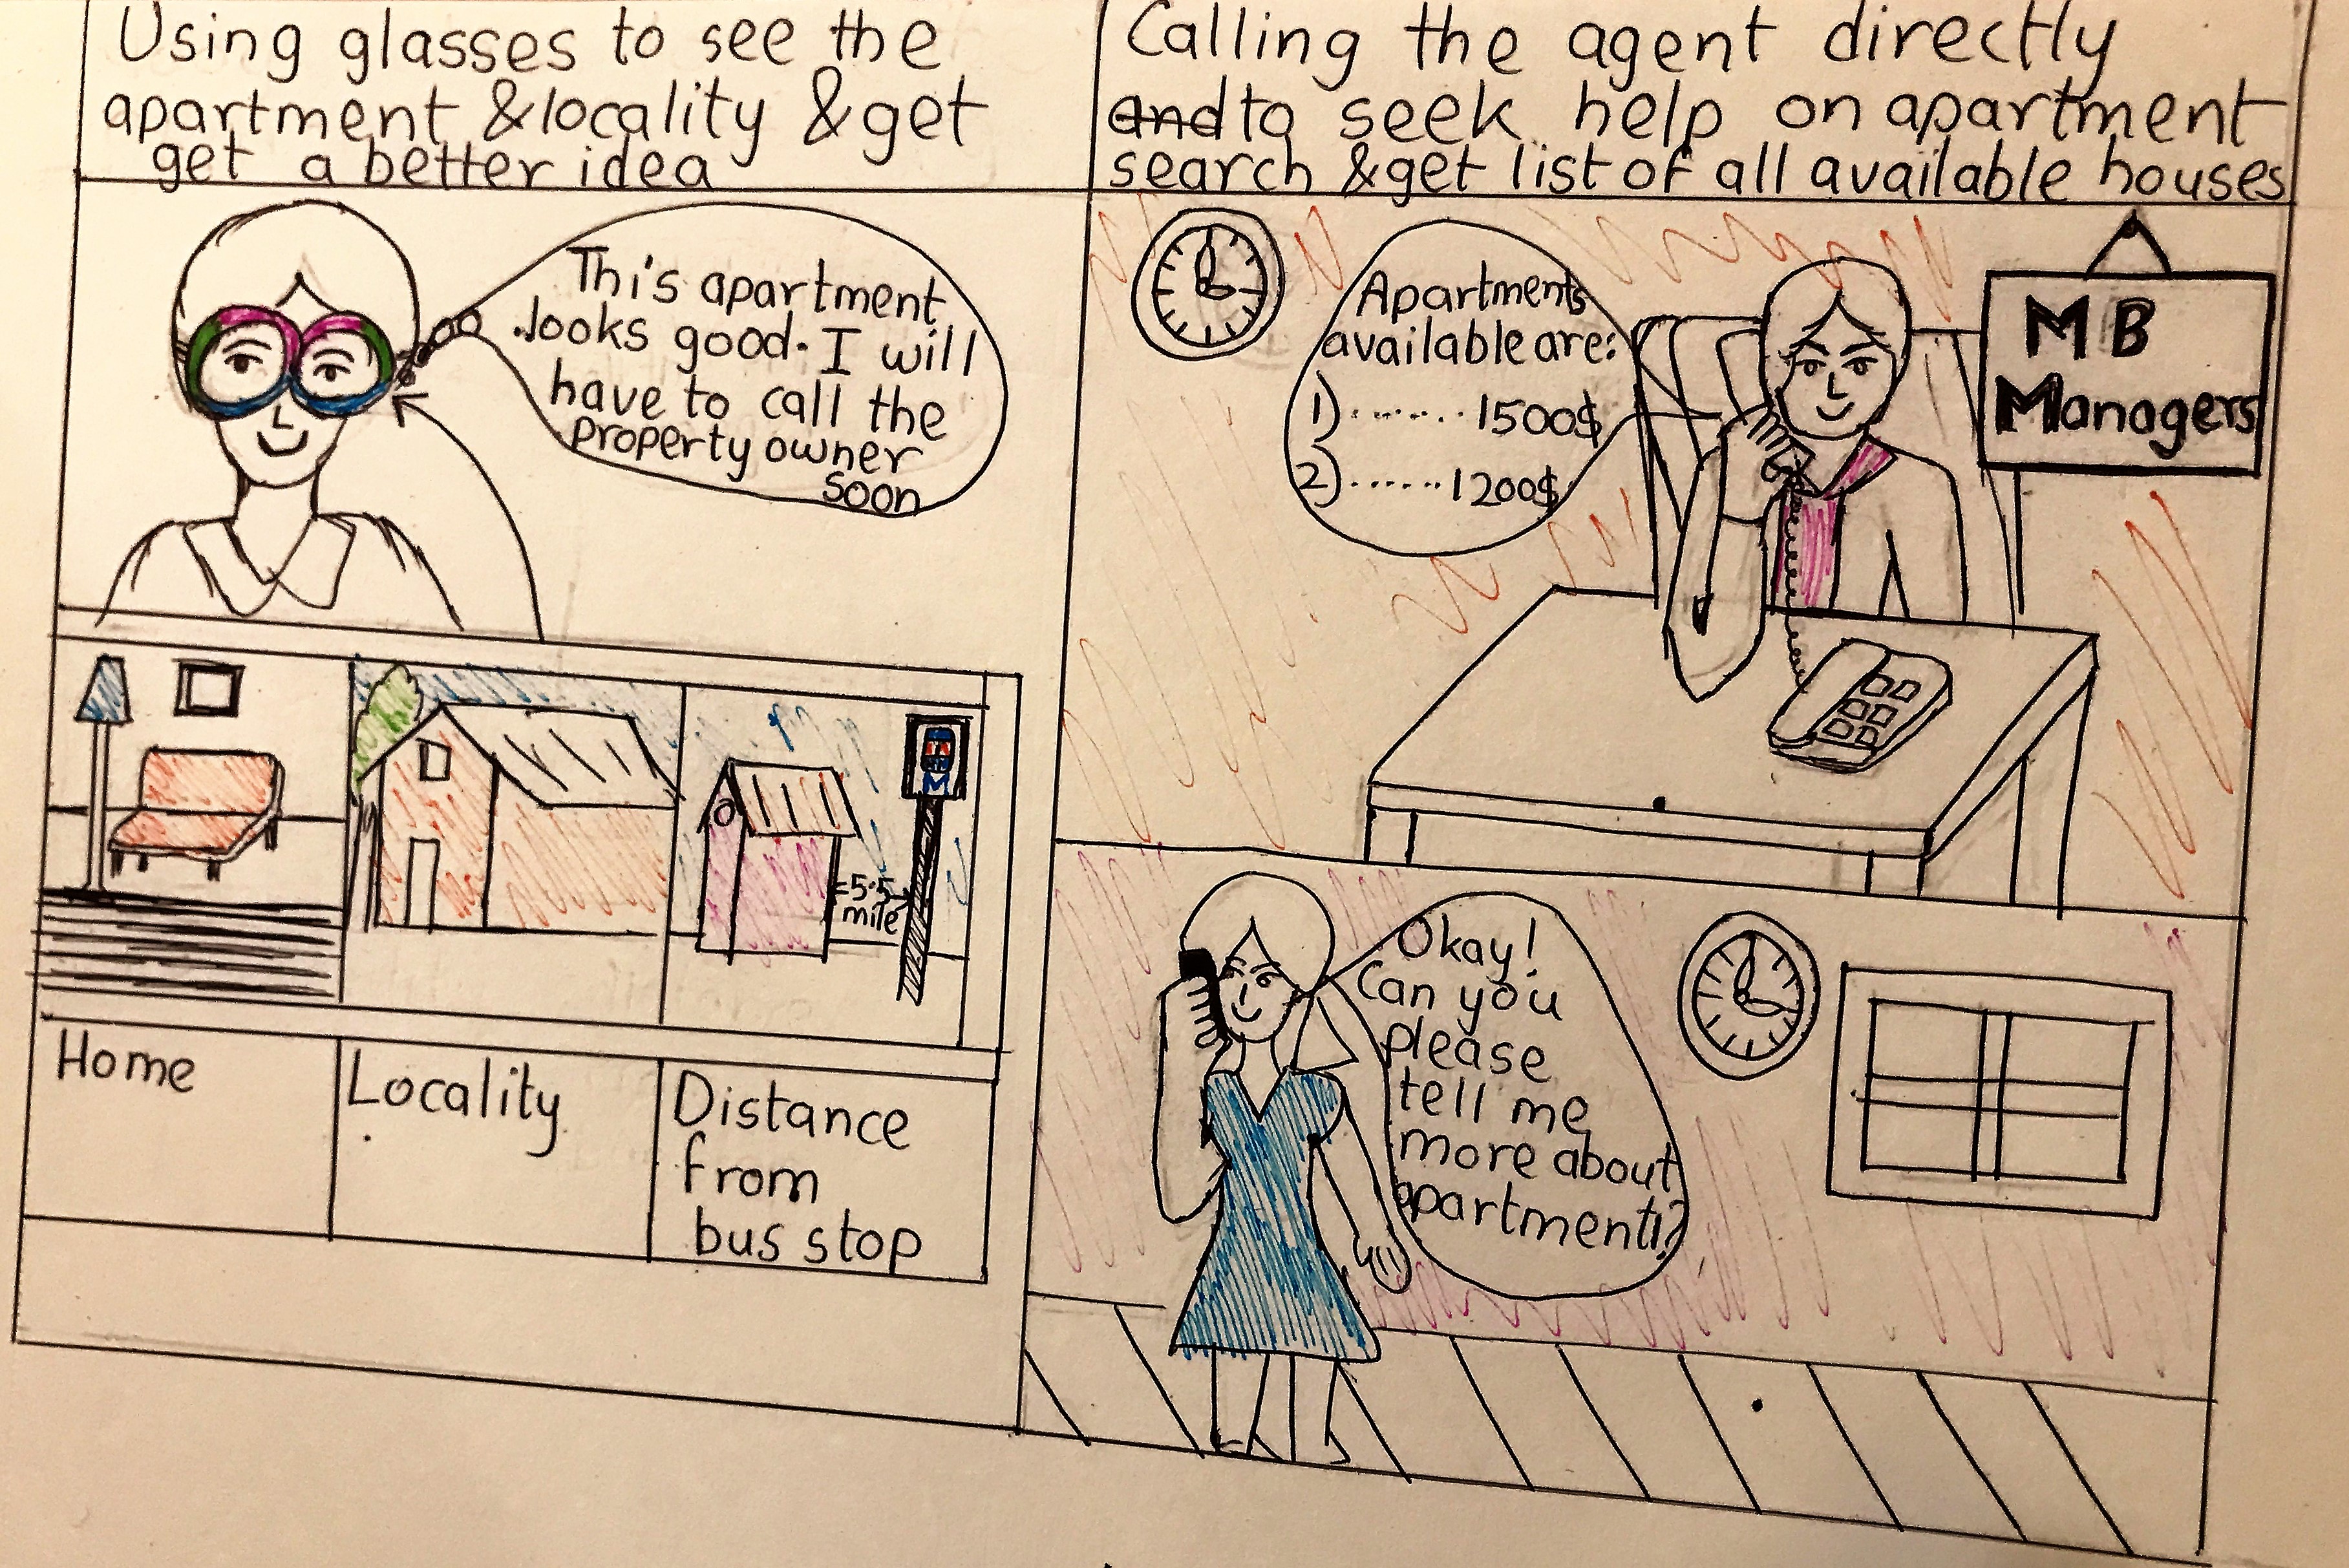 Using glasses to see the
apartment & locality & get
get a better idea
Calling the agent directly
and to seek help on apartment
search & get list of all available houses
This apartment
looks good. I will
have to call the
property owner
soon
Apartments
available are:
1) ....... 1500$
2) ...... 1200$
MB
Managers
M
5.5
mile
Home
Locality
Distance
from
bus stop
Okay!
Can you
please
tell me
more about
apartment1?